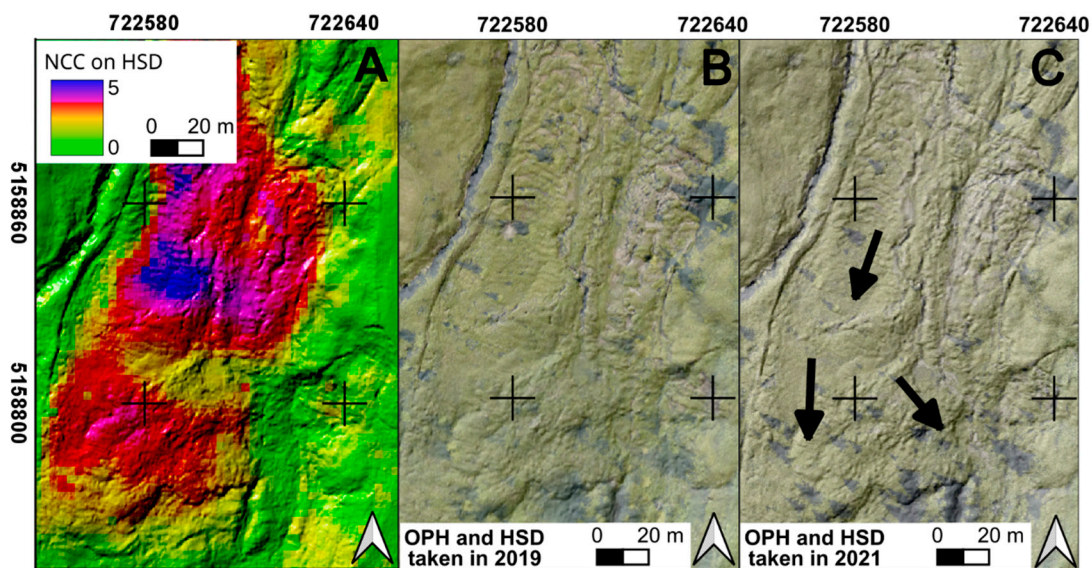 722580 722640 722580 722640 722580 722640
NCC on HSD
5
0
0 20 m
A
B
C
5158860
5158800
OPH and HSD 0 20 m
taken in 2019
OPH and HSD 0 20 m
taken in 2021